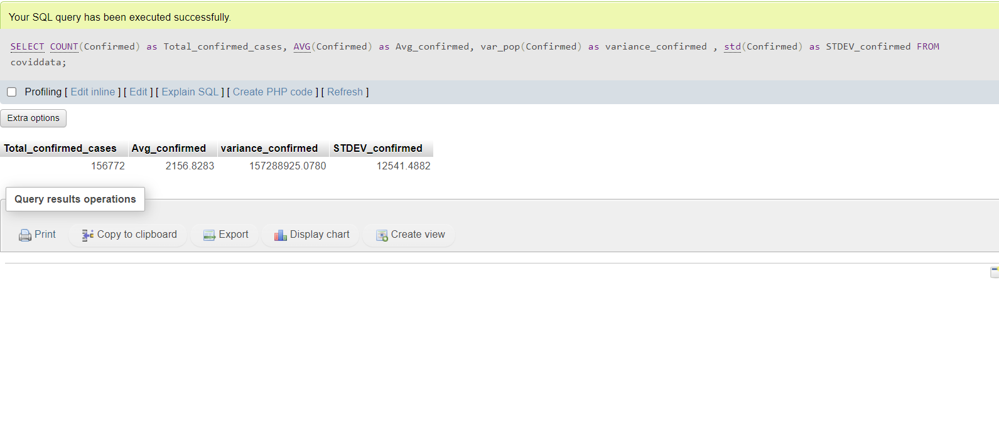 Your SQL query has been executed successfully.
SELECT COUNT(Confirmed) as Total_confirmed_cases, AVG(Confirmed) as Avg_confirmed, var_pop(Confirmed) as variance_confirmed , std(Confirmed) as STDEV_confirmed FROM
coviddata;
Profiling [ Edit inline ] [ Edit ] [ Explain SQL ] [ Create PHP code ] [ Refresh ]
Extra options
Total_confirmed_cases Avg_confirmed variance_confirmed STDEV_confirmed
156772 2156.8283 157288925.0780 12541.4882
Query results operations
Print Copy to clipboard Export Display chart Create view